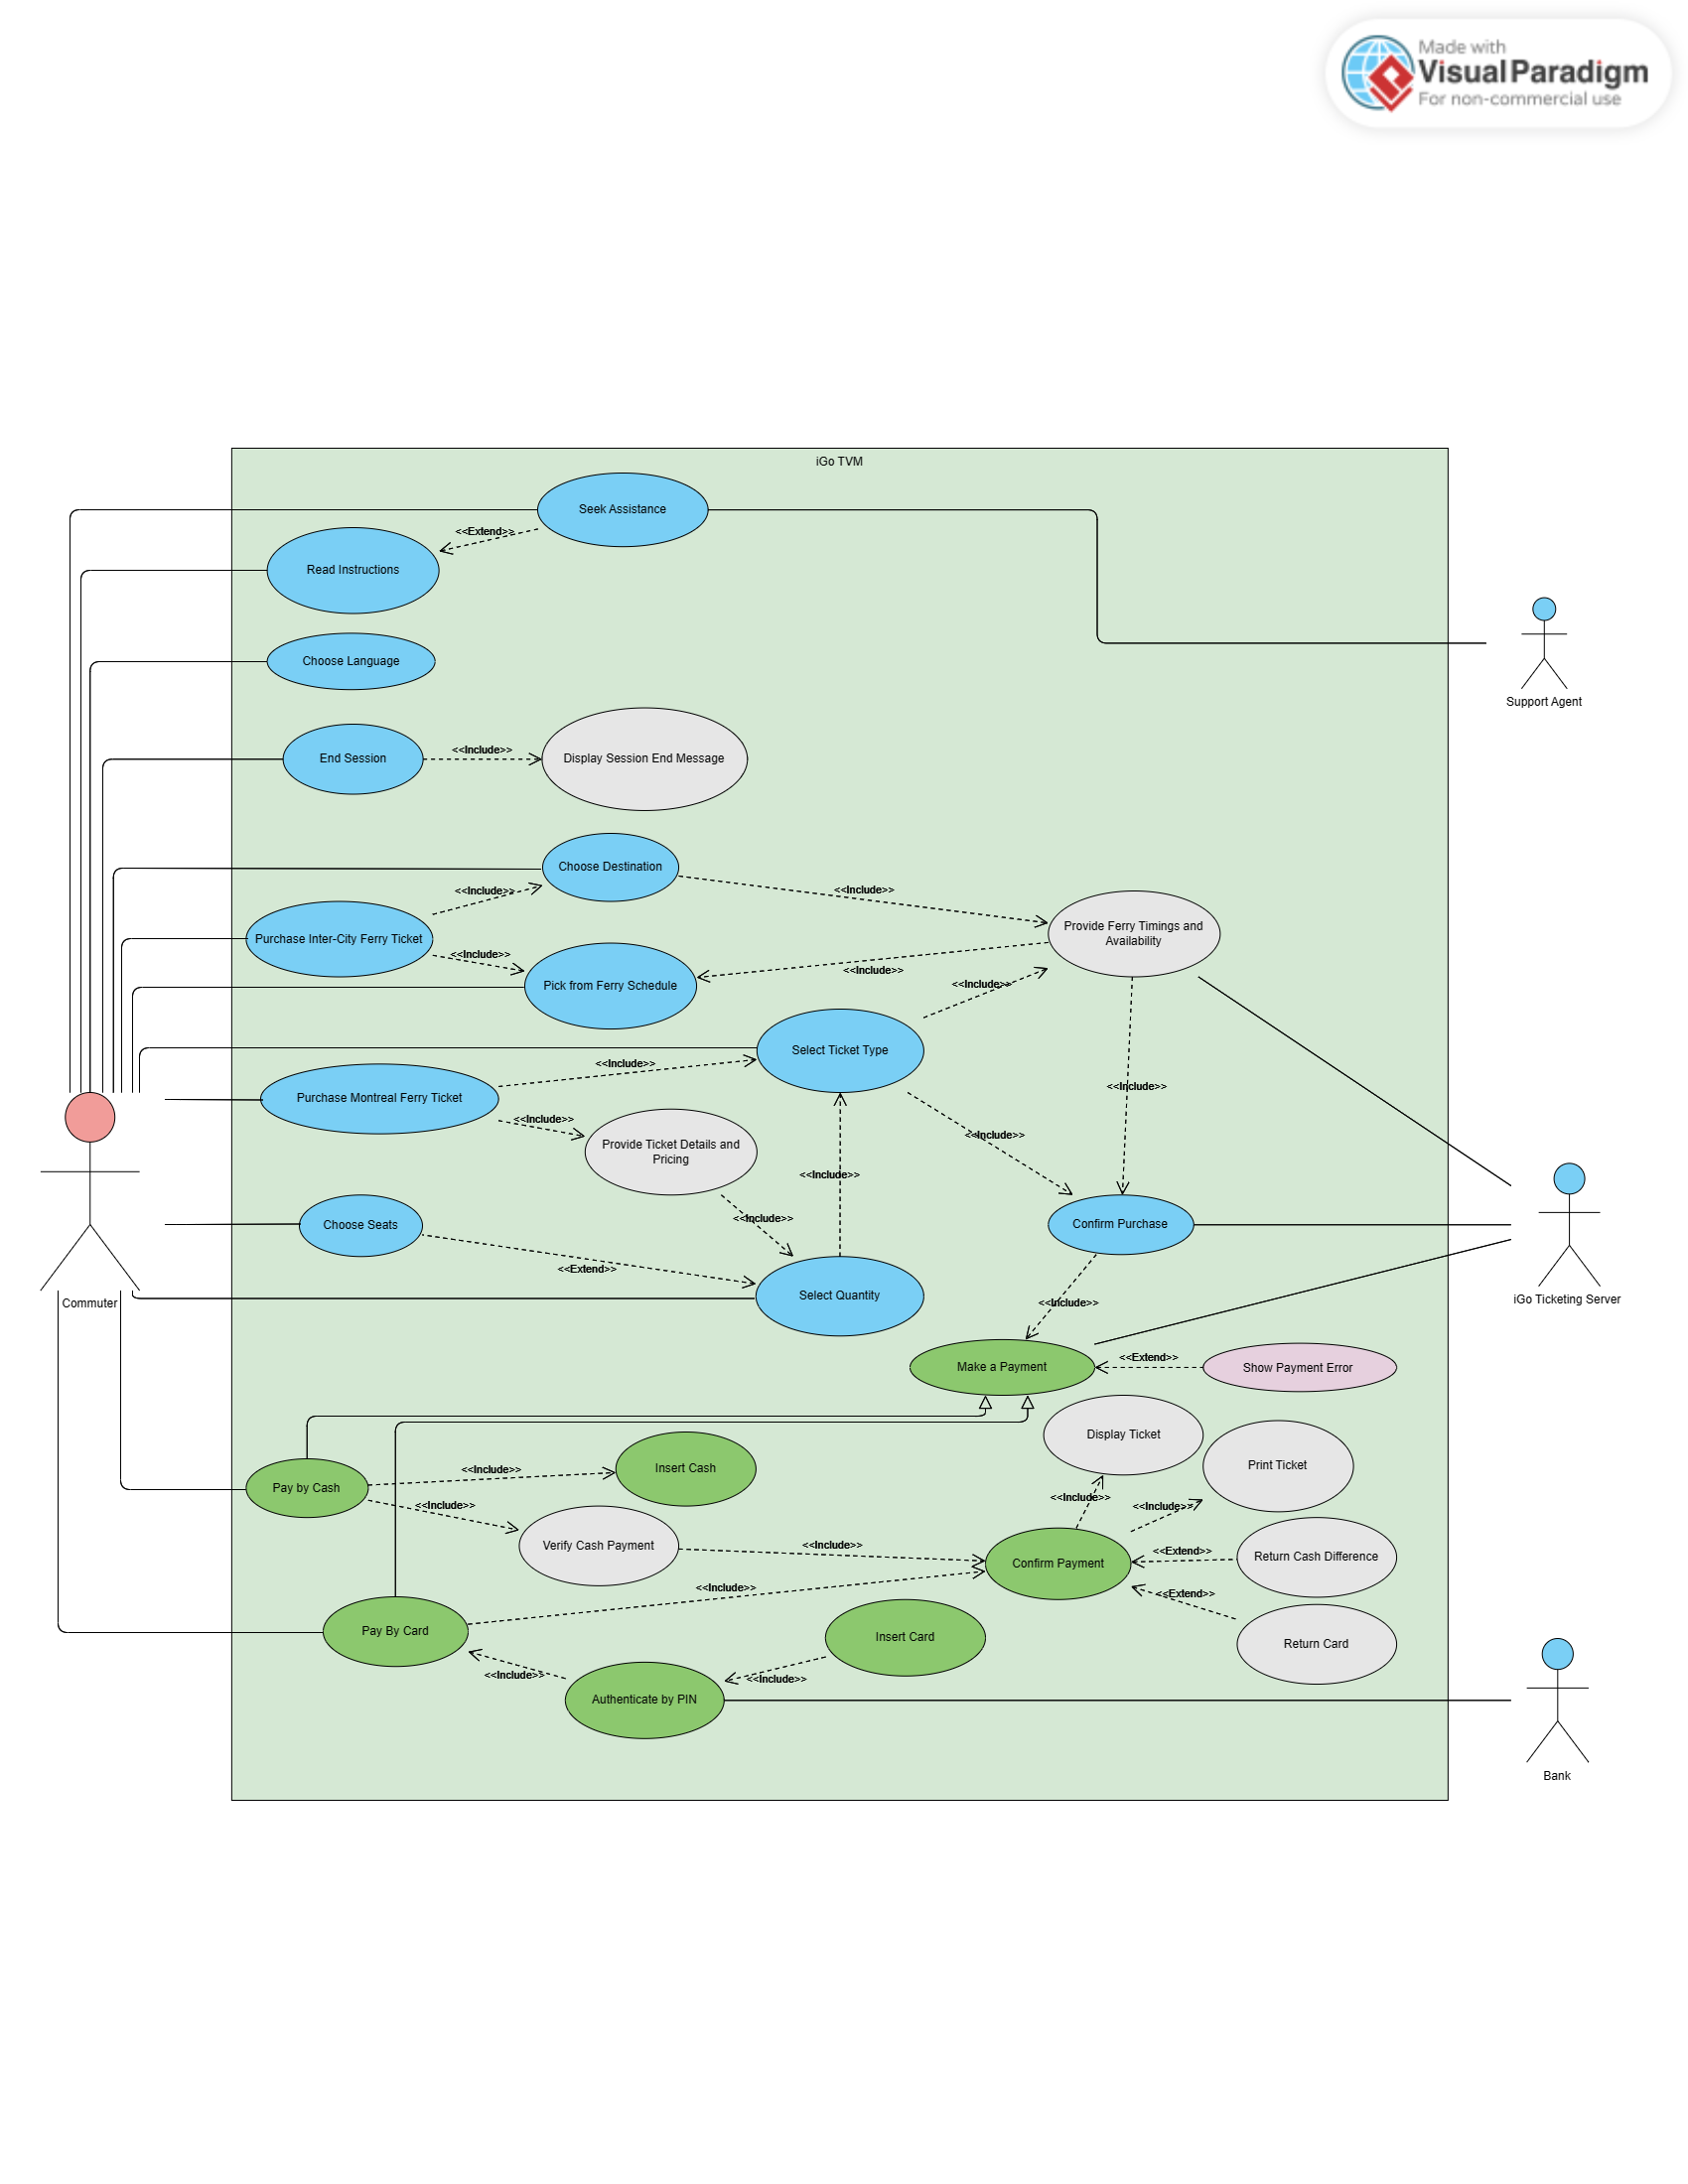 Made with
Visual Paradigm
For non-commercial use
iGo TVM
Seek Assistance
<<Extend>>
Read Instructions
Choose Language
Support Agent
End Session
<<Include>>
Display Session End Message
Choose Destination
<<Include>>
<<Include>>
Provide Ferry Timings and
Availability
Purchase Inter-City Ferry Ticket
<<Include>>
<<Include>>
Pick from Ferry Schedule
<<Include>>
Select Ticket Type
<<Include>>
Purchase Montreal Ferry Ticket
<<Include>>
<<Include>>
<<Include>>
Provide Ticket Details and
Pricing
<<Include>>
<<Include>>
Choose Seats
<<Include>>
Confirm Purchase
<<Extend>>
Select Quantity
Commuter
iGo Ticketing Server
<<Include>>
Make a Payment
<<Extend>>
Show Payment Error
Display Ticket
Print Ticket
Pay by Cash
<<Include>>
Insert Cash
<<Include>>
<<Include>>
<<Include>>
Verify Cash Payment
<<Include>>
Confirm Payment
<<Extend>>
Return Cash Difference
<<Include>>
<<Extend>>
Pay By Card
Insert Card
Return Card
<<Include>>
<<Include>>
Authenticate by PIN
Bank